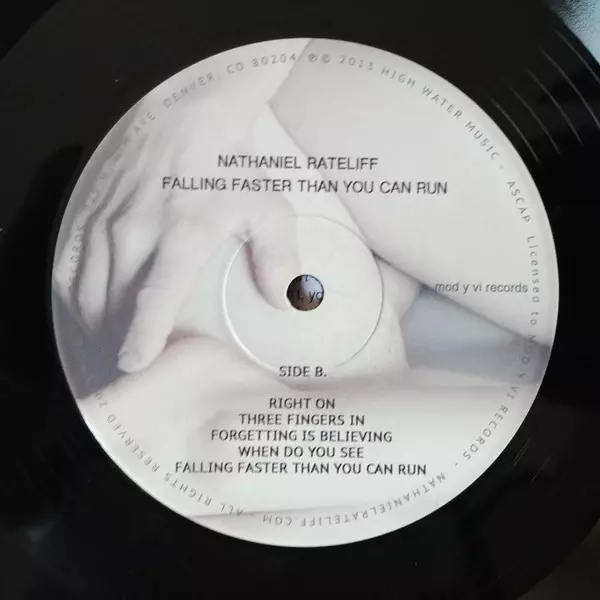 NATHANIEL RATELIFF
FALLING FASTER THAN YOU CAN RUN
mod y vi records
SIDE B.
RIGHT ON
THREE FINGERS IN
FORGETTING IS BELIEVING
WHEN DO YOU SEE
FALLING FASTER THAN YOU CAN RUN
AVE. DENVER, CO 80204 ℗© 2013 HIGH WATER MUSIC - ASCAP Licensed to MOD Y VI RECORDS - NATHANIELRATELIFF.COM - ALL RIGHTS RESERVED